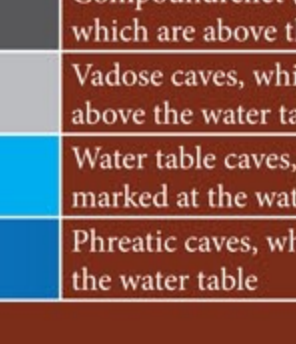 which are above
Vadose caves, which
above the water ta
Water table caves,
marked at the wat
Phreatic caves, wh
the water table